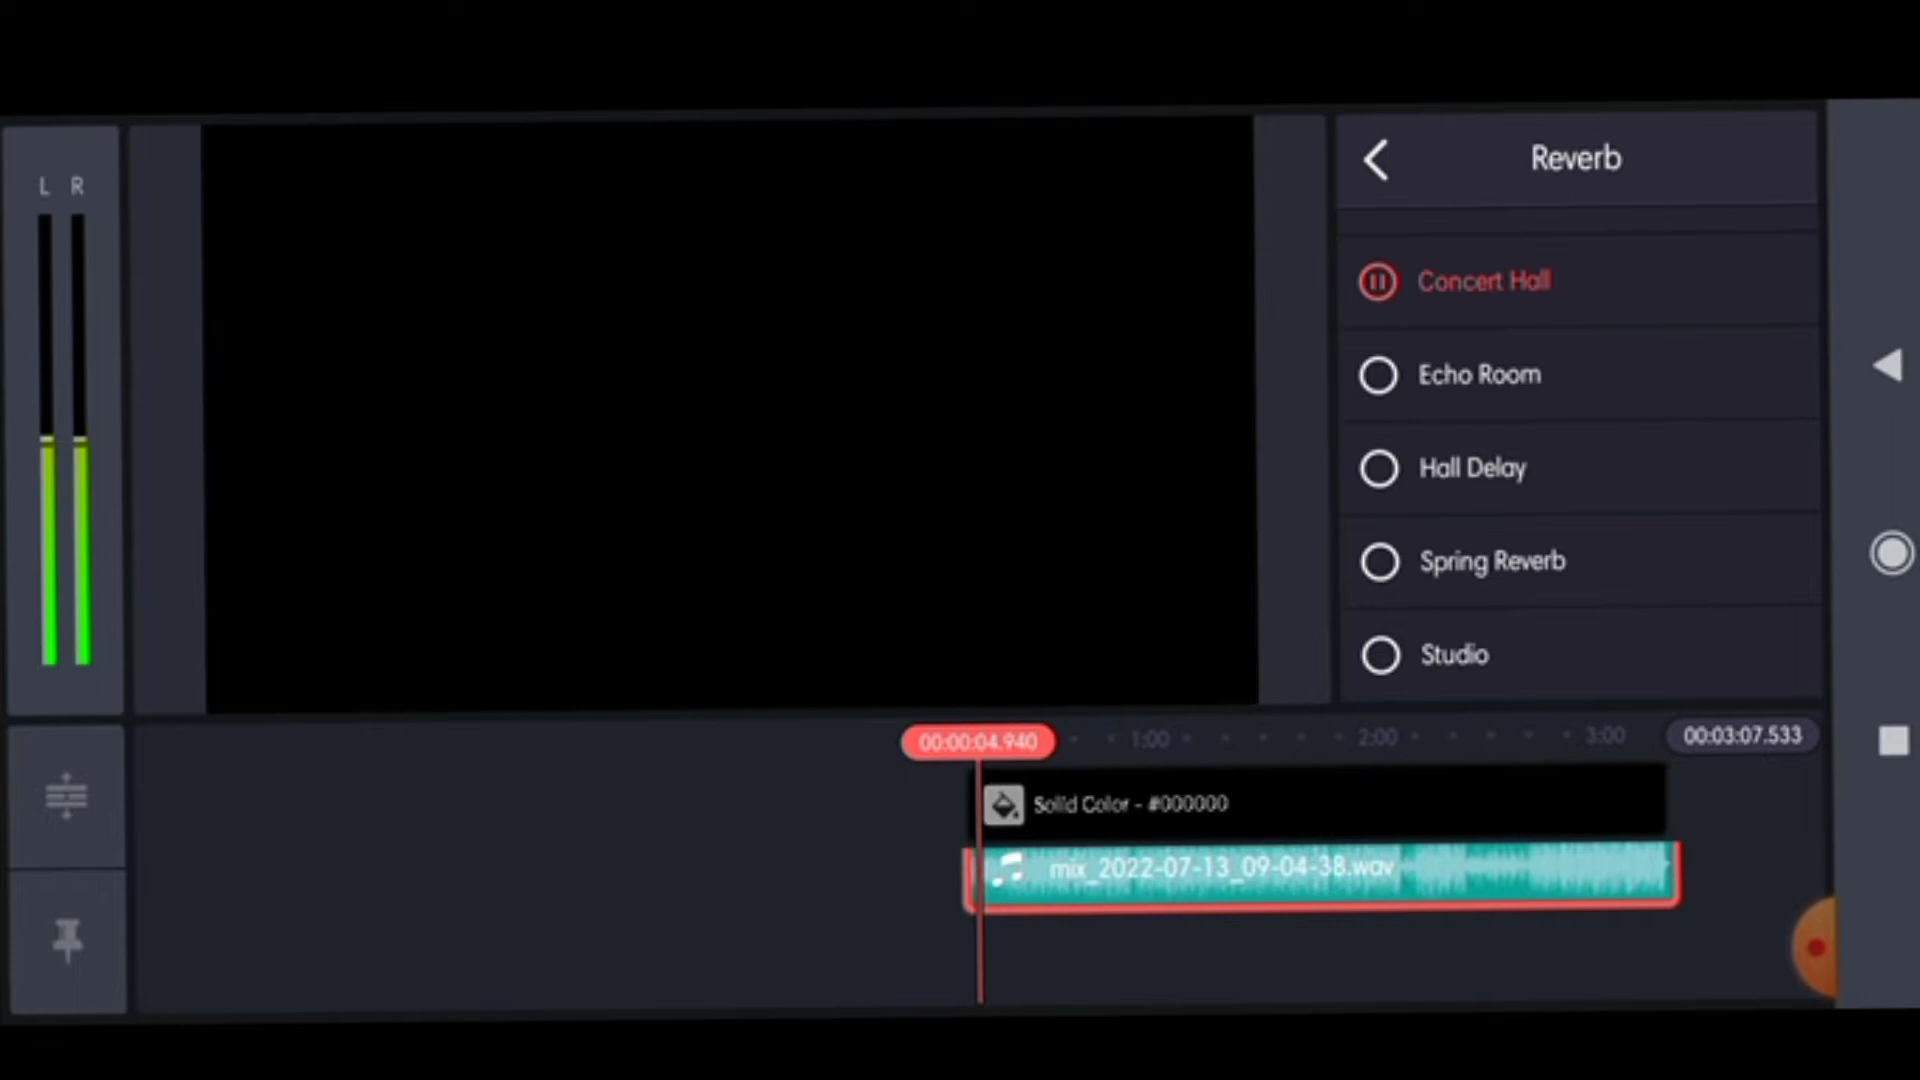 L R
Reverb
Concert Hall
Echo Room
Hall Delay
Spring Reverb
Studio
00:00:04.940 1:00 2:00 3:00 00:03:07.533
Solid Color - #000000
mix_2022-07-13_09-04-38.wav